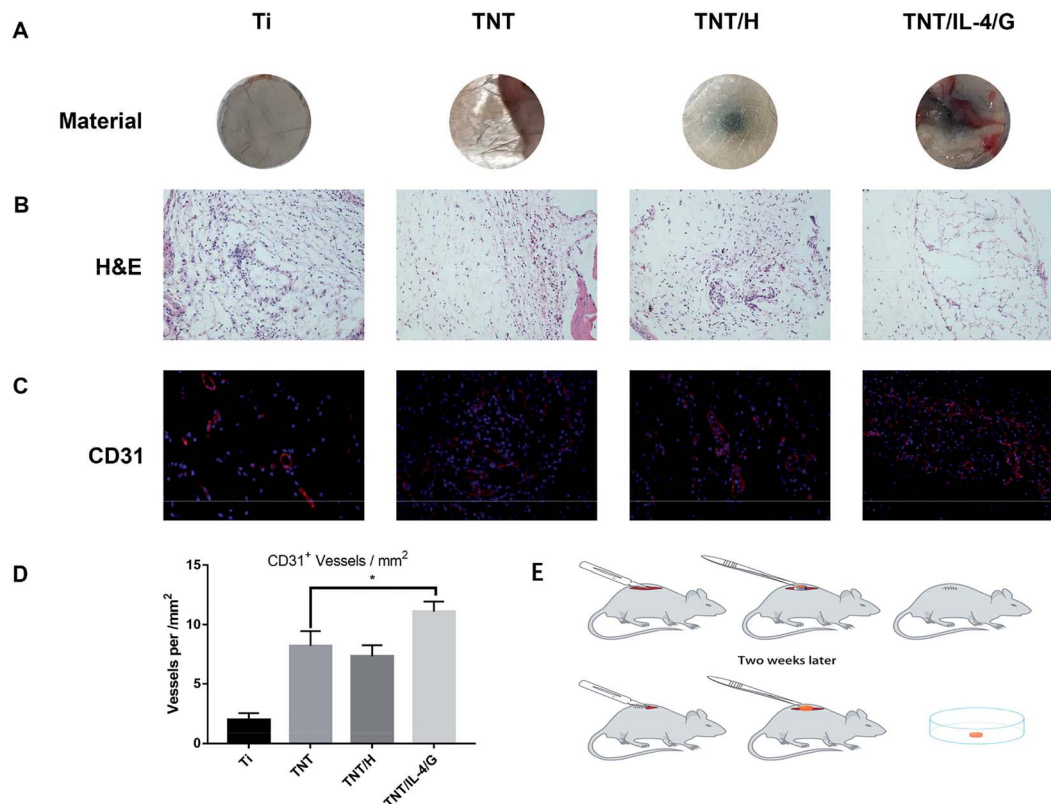 A
Ti
TNT
TNT/H
TNT/IL-4/G
Material
B
H&E
C
CD31
D
CD31⁺ Vessels / mm²
*
Vessels per /mm²
15
10
5
0
Ti
TNT
TNT/H
TNT/IL-4/G
E
Two weeks later